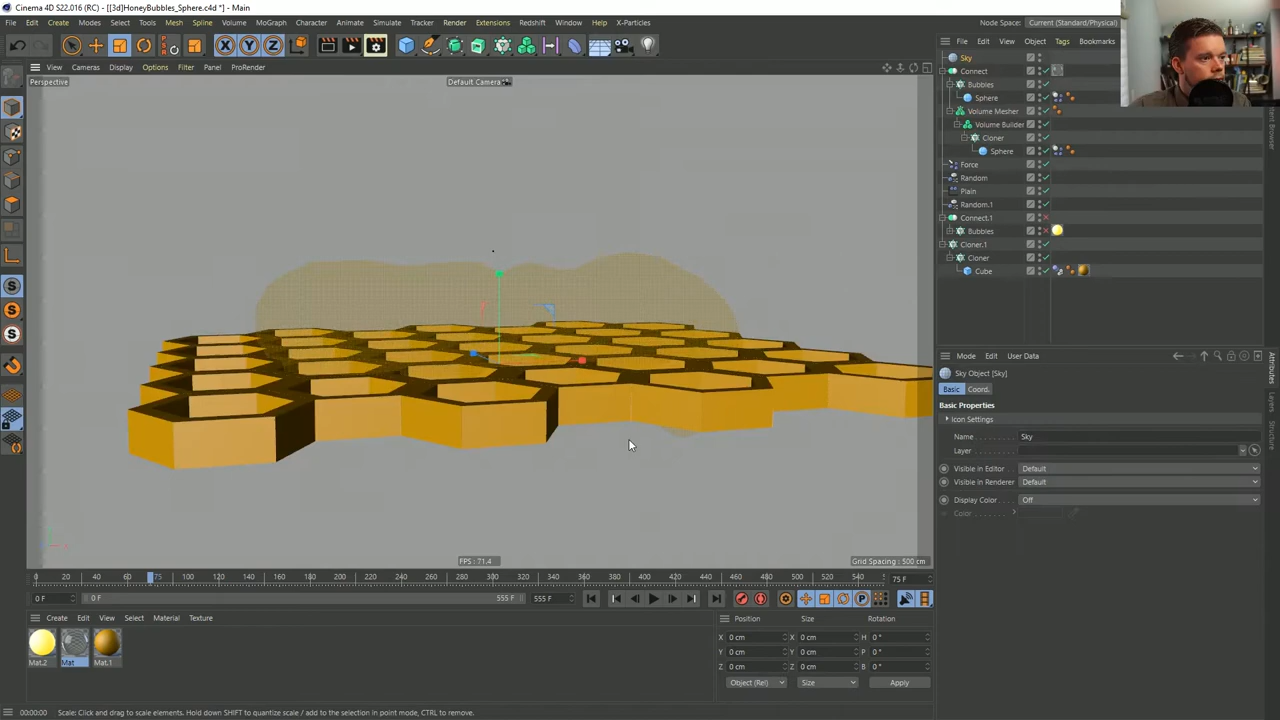 Cinema 4D S22.016 (RC) - [[3d]HoneyBubbles_Sphere.c4d *] - Main
File Edit Create Modes Select Tools Mesh Spline Volume MoGraph Character Animate Simulate Tracker Render Extensions Redshift Window Help X-Particles
Node Space: Current (Standard/Physical)
File Edit View Object Tags Bookmarks
View Cameras Display Options Filter Panel ProRender
Perspective
Default Camera
Sky
Connect
Bubbles
Sphere
Volume Mesher
Volume Builder
Cloner
Sphere
Force
Random
Plain
Random.1
Connect.1
Bubbles
Cloner.1
Cloner
Cube
Mode Edit User Data
Sky Object [Sky]
Basic Coord.
Basic Properties
Icon Settings
Name Sky
Layer
Visible in Editor Default
Visible in Renderer Default
Display Color Off
Color
Attributes
Layers
Structure
FPS : 71.4
Grid Spacing : 500 cm
0 20 40 60 75 100 120 140 160 180 200 220 240 260 280 300 320 340 360 380 400 420 440 460 480 500 520 540
75 F
0 F 0 F 555 F 555 F
Create Edit View Select Material Texture
Mat.2 Mat Mat.1
Position Size Rotation
X 0 cm X 0 cm H 0 °
Y 0 cm Y 0 cm P 0 °
Z 0 cm Z 0 cm B 0 °
Object (Rel) Size Apply
00:00:00 Scale: Click and drag to scale elements. Hold down SHIFT to quantize scale / add to the selection in point mode, CTRL to remove.